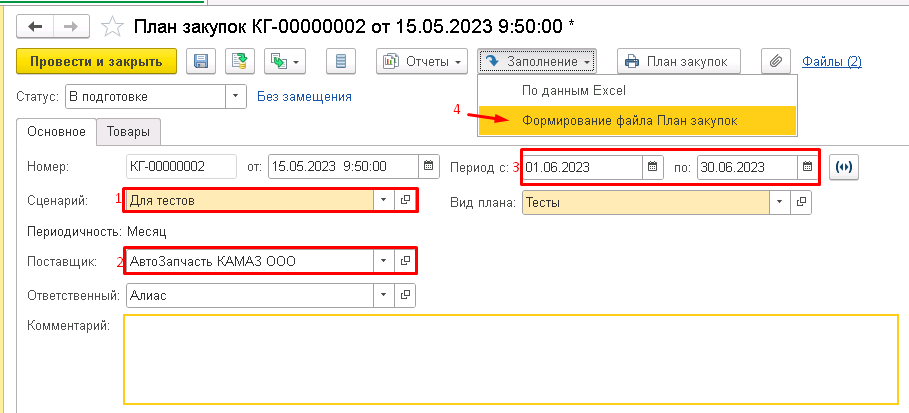 План закупок КГ-00000002 от 15.05.2023 9:50:00 *
Провести и закрыть Отчеты Заполнение План закупок Файлы (2)
Статус: В подготовке Без замещения
По данным Excel
4 Формирование файла План закупок
Основное Товары
Номер: КГ-00000002 от: 15.05.2023 9:50:00 Период с: 3 01.06.2023 по: 30.06.2023
Сценарий: 1 Для тестов Вид плана: Тесты
Периодичность: Месяц
Поставщик: 2 АвтоЗапчасть КАМАЗ ООО
Ответственный: Алиас
Комментарий: